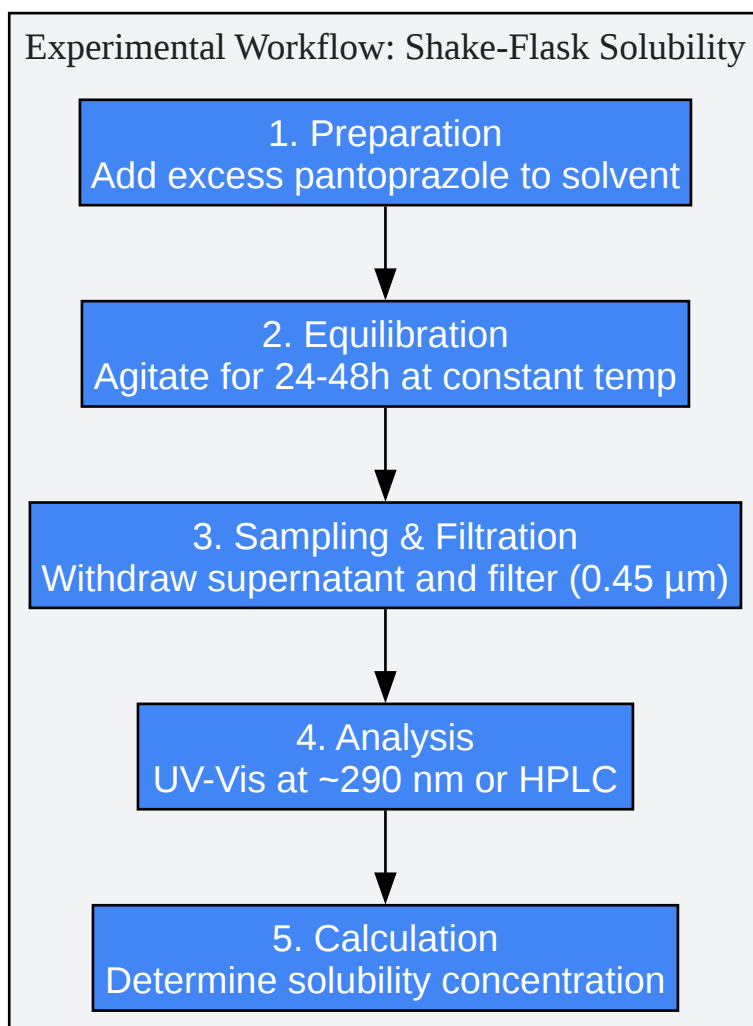 Experimental Workflow: Shake-Flask Solubility
1. Preparation
Add excess pantoprazole to solvent
2. Equilibration
Agitate for 24-48h at constant temp
3. Sampling & Filtration
Withdraw supernatant and filter (0.45 µm)
4. Analysis
UV-Vis at ~290 nm or HPLC
5. Calculation
Determine solubility concentration